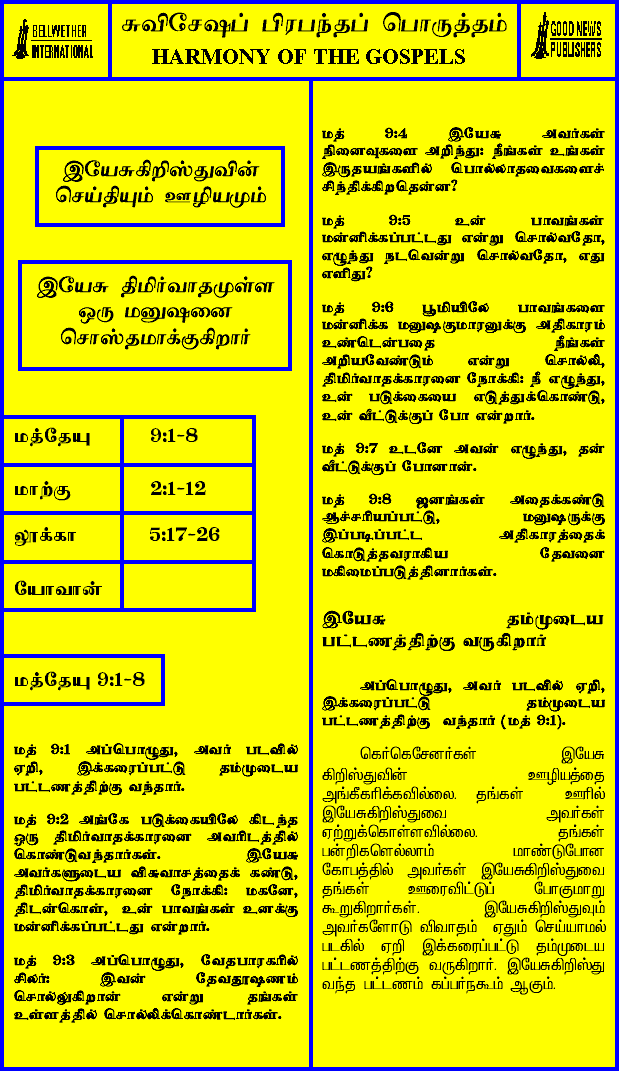 BELLWETHER
INTERNATIONAL
சுவிசேஷப் பிரபந்தப் பொருத்தம்
HARMONY OF THE GOSPELS
GOOD NEWS
PUBLISHERS
இயேசுகிறிஸ்துவின்
செய்தியும் ஊழியமும்
இயேசு திமிர்வாதமுள்ள
ஒரு மனுஷனை
சொஸ்தமாக்குகிறார்
மத்தேயு 9:1-8
மாற்கு 2:1-12
லூக்கா 5:17-26
யோவான்
மத்தேயு 9:1-8
மத் 9:1 அப்பொழுது, அவர் படவில்
ஏறி, இக்கரைப்பட்டு தம்முடைய
பட்டணத்திற்கு வந்தார்.
மத் 9:2 அங்கே படுக்கையிலே கிடந்த
ஒரு திமிர்வாதக்காரனை அவரிடத்தில்
கொண்டுவந்தார்கள். இயேசு
அவர்களுடைய விசுவாசத்தைக் கண்டு,
திமிர்வாதக்காரனை நோக்கி: மகனே,
திடன்கொள், உன் பாவங்கள் உனக்கு
மன்னிக்கப்பட்டது என்றார்.
மத் 9:3 அப்பொழுது, வேதபாரகரில்
சிலர்: இவன் தேவதூஷணம்
சொல்லுகிறான் என்று தங்கள்
உள்ளத்தில் சொல்லிக்கொண்டார்கள்.
மத் 9:4 இயேசு அவர்கள்
நினைவுகளை அறிந்து: நீங்கள் உங்கள்
இருதயங்களில் பொல்லாதவைகளைச்
சிந்திக்கிறதென்ன?
மத் 9:5 உன் பாவங்கள்
மன்னிக்கப்பட்டது என்று சொல்வதோ,
எழுந்து நடவென்று சொல்வதோ, எது
எளிது?
மத் 9:6 பூமியிலே பாவங்களை
மன்னிக்க மனுஷகுமாரனுக்கு அதிகாரம்
உண்டென்பதை நீங்கள்
அறியவேண்டும் என்று சொல்லி,
திமிர்வாதக்காரனை நோக்கி: நீ எழுந்து,
உன் படுக்கையை எடுத்துக்கொண்டு,
உன் வீட்டுக்குப் போ என்றார்.
மத் 9:7 உடனே அவன் எழுந்து, தன்
வீட்டுக்குப் போனான்.
மத் 9:8 ஜனங்கள் அதைக்கண்டு
ஆச்சரியப்பட்டு, மனுஷருக்கு
இப்படிப்பட்ட அதிகாரத்தைக்
கொடுத்தவராகிய தேவனை
மகிமைப்படுத்தினார்கள்.
இயேசு தம்முடைய
பட்டணத்திற்கு வருகிறார்
அப்பொழுது, அவர் படவில் ஏறி,
இக்கரைப்பட்டு தம்முடைய
பட்டணத்திற்கு வந்தார் (மத் 9:1).
கெர்கெசேனர்கள் இயேசு
கிறிஸ்துவின் ஊழியத்தை
அங்கீகரிக்கவில்லை. தங்கள் ஊரில்
இயேசுகிறிஸ்துவை அவர்கள்
ஏற்றுக்கொள்ளவில்லை. தங்கள்
பன்றிகளெல்லாம் மாண்டுபோன
கோபத்தில் அவர்கள் இயேசுகிறிஸ்துவை
தங்கள் ஊரைவிட்டுப் போகுமாறு
கூறுகிறார்கள். இயேசுகிறிஸ்துவும்
அவர்களோடு விவாதம் ஏதும் செய்யாமல்
படகில் ஏறி இக்கரைப்பட்டு தம்முடைய
பட்டணத்திற்கு வருகிறார். இயேசுகிறிஸ்து
வந்த பட்டணம் கப்பர்நகூம் ஆகும்.